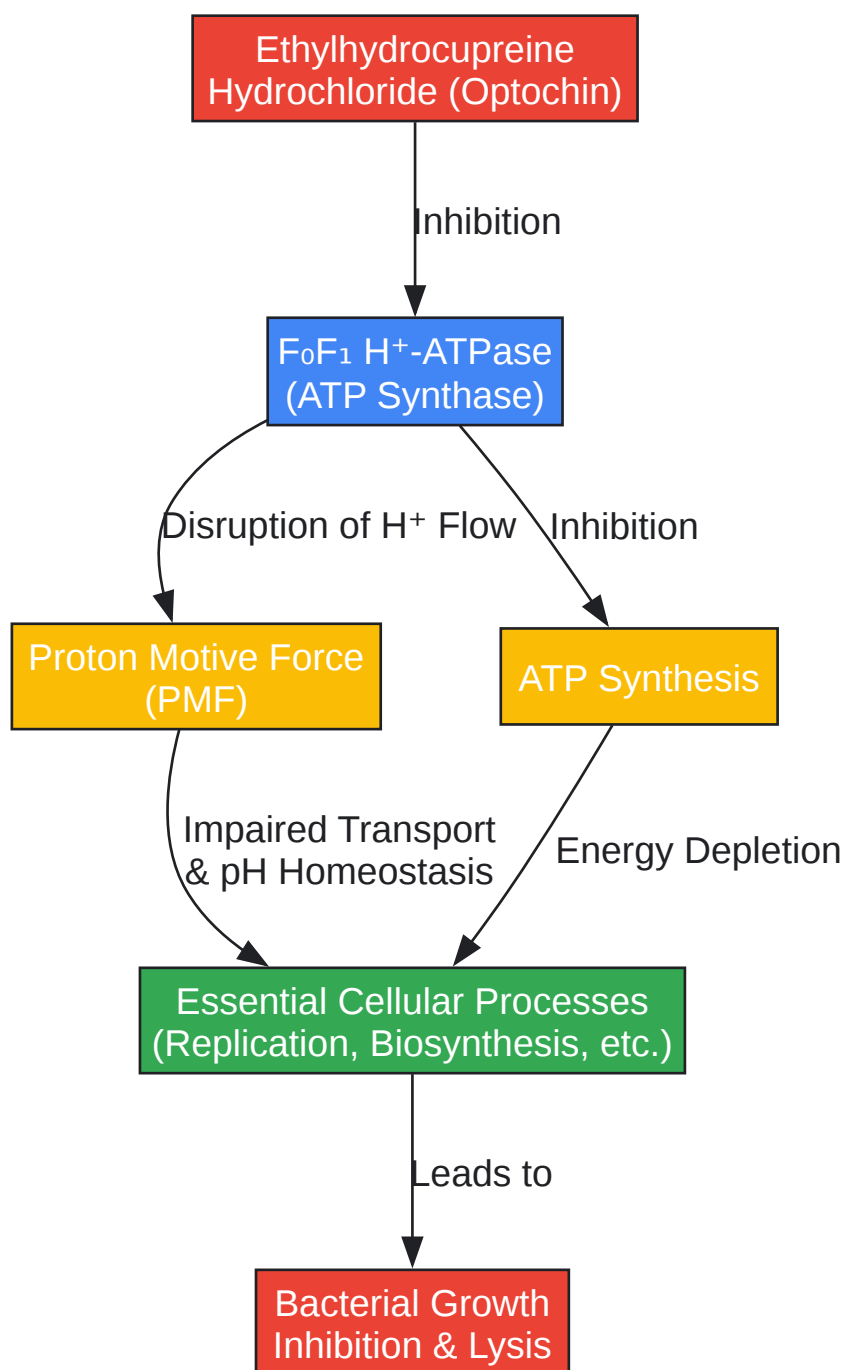 Ethylhydrocupreine
Hydrochloride (Optochin)
Inhibition
F₀F₁ H⁺-ATPase
(ATP Synthase)
Disruption of H⁺ Flow
Inhibition
Proton Motive Force
(PMF)
ATP Synthesis
Impaired Transport
& pH Homeostasis
Energy Depletion
Essential Cellular Processes
(Replication, Biosynthesis, etc.)
Leads to
Bacterial Growth
Inhibition & Lysis